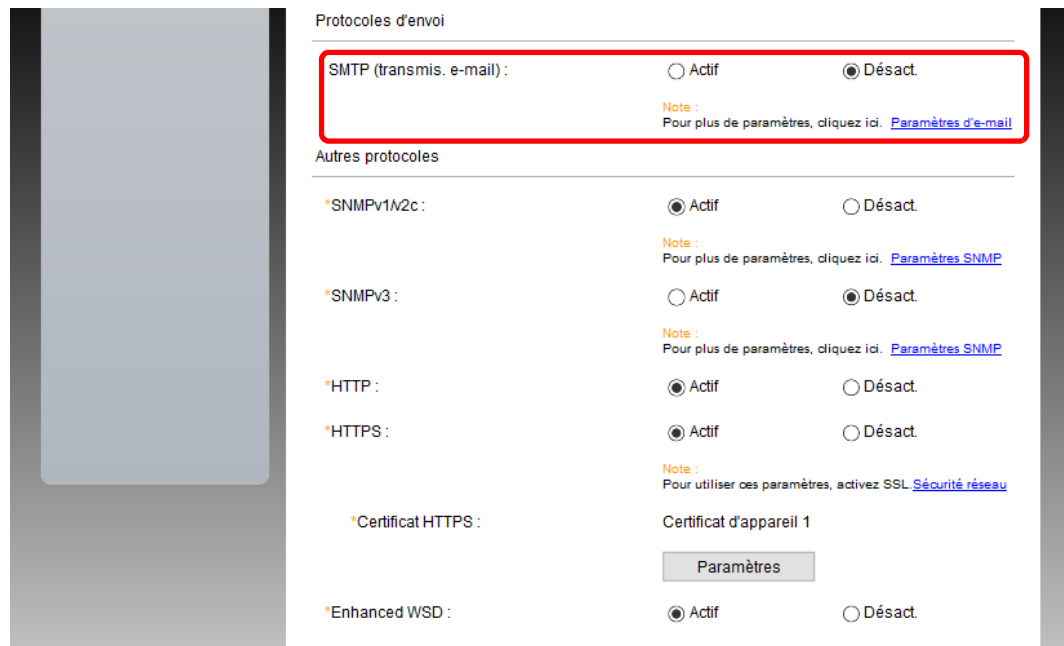 Protocoles d'envoi
SMTP (transmis. e-mail) : Actif Désact.
Note :
Pour plus de paramètres, cliquez ici. Paramètres d'e-mail
Autres protocoles
*SNMPv1/v2c : Actif Désact.
Note :
Pour plus de paramètres, cliquez ici. Paramètres SNMP
*SNMPv3 : Actif Désact.
Note :
Pour plus de paramètres, cliquez ici. Paramètres SNMP
*HTTP : Actif Désact.
*HTTPS : Actif Désact.
Note :
Pour utiliser ces paramètres, activez SSL.Sécurité réseau
*Certificat HTTPS : Certificat d'appareil 1
Paramètres
*Enhanced WSD : Actif Désact.